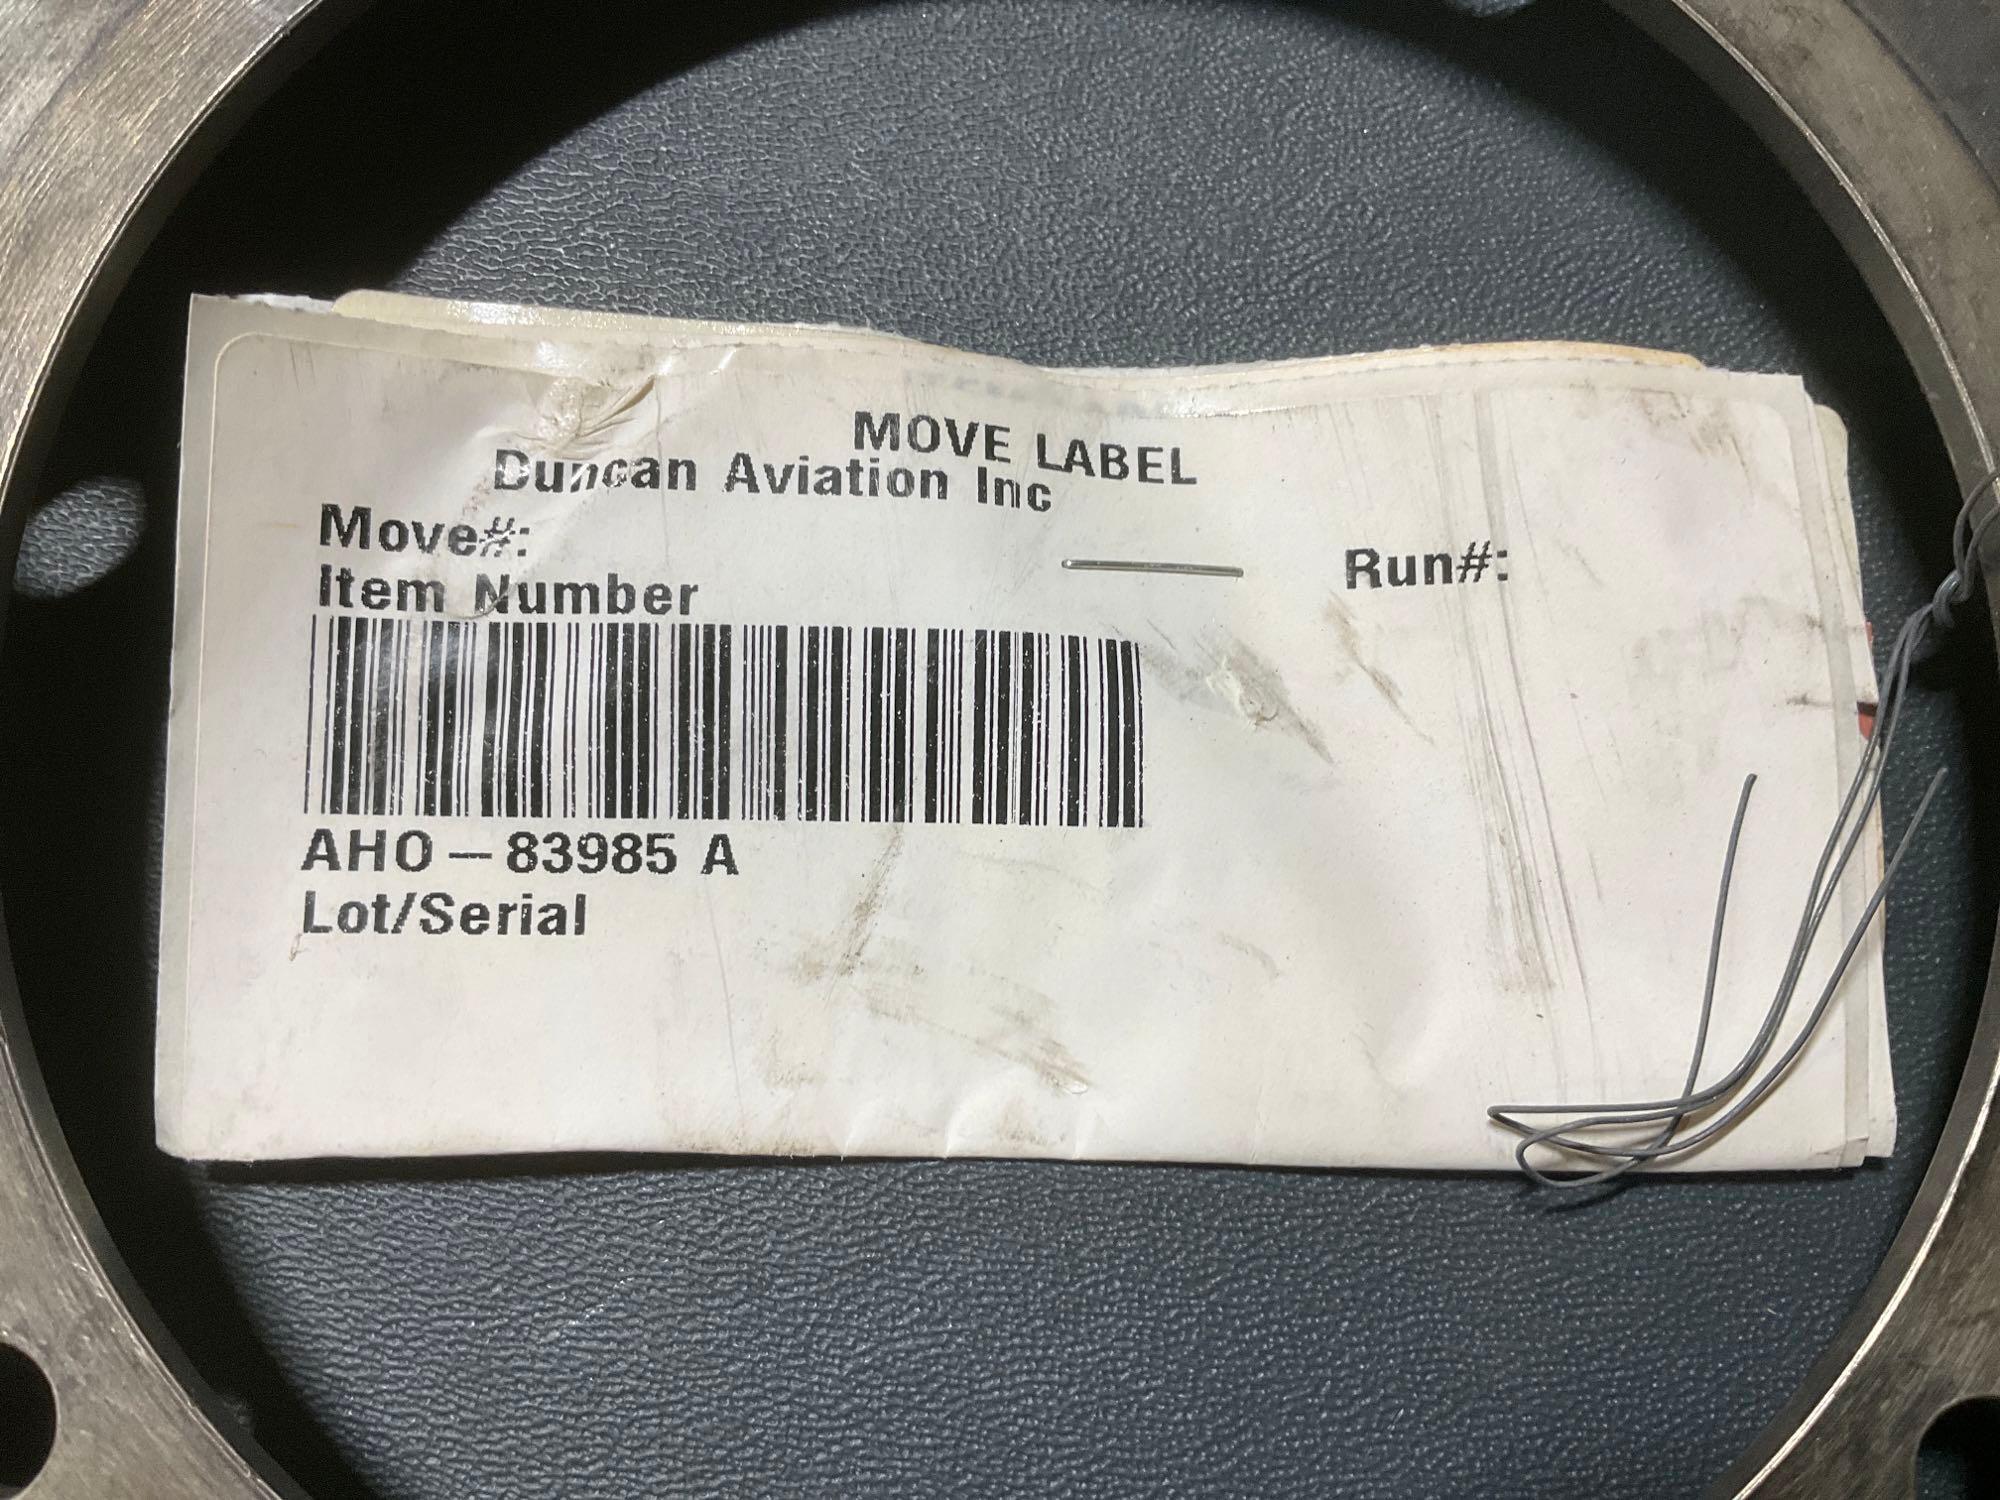 MOVE LABEL
Duncan Aviation Inc
Move#:
Run#:
Item Number
AHO-83985 A
Lot/Serial